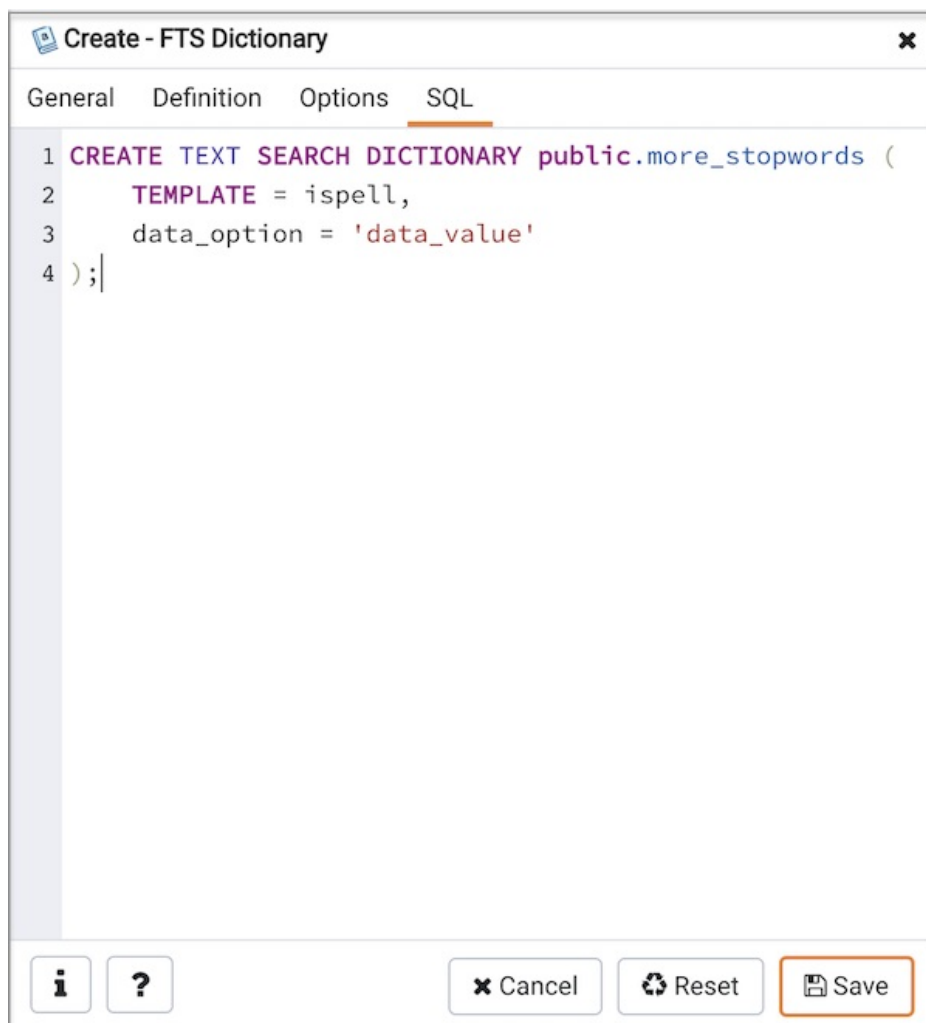 Create - FTS Dictionary
General Definition Options SQL
1 CREATE TEXT SEARCH DICTIONARY public.more_stopwords (
2     TEMPLATE = ispell,
3     data_option = 'data_value'
4 );
i ? Cancel Reset Save